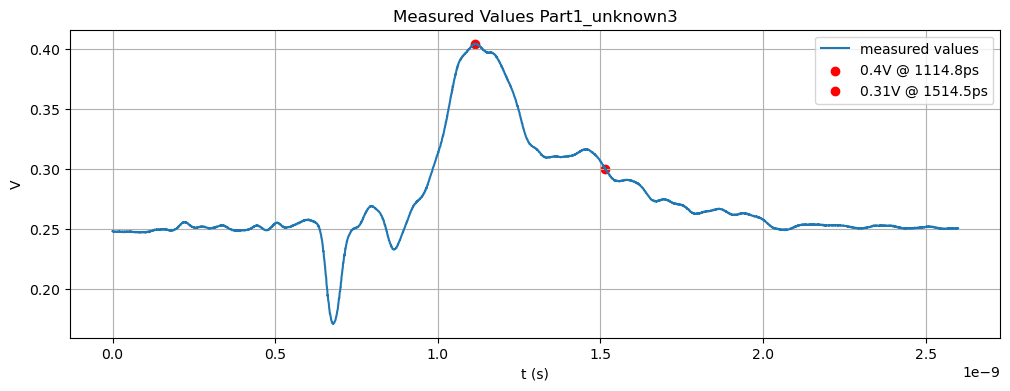 Measured Values Part1_unknown3
measured values
0.4V @ 1114.8ps
0.31V @ 1514.5ps
V
0.40
0.35
0.30
0.25
0.20
0.0 0.5 1.0 1.5 2.0 2.5
t (s)
1e−9